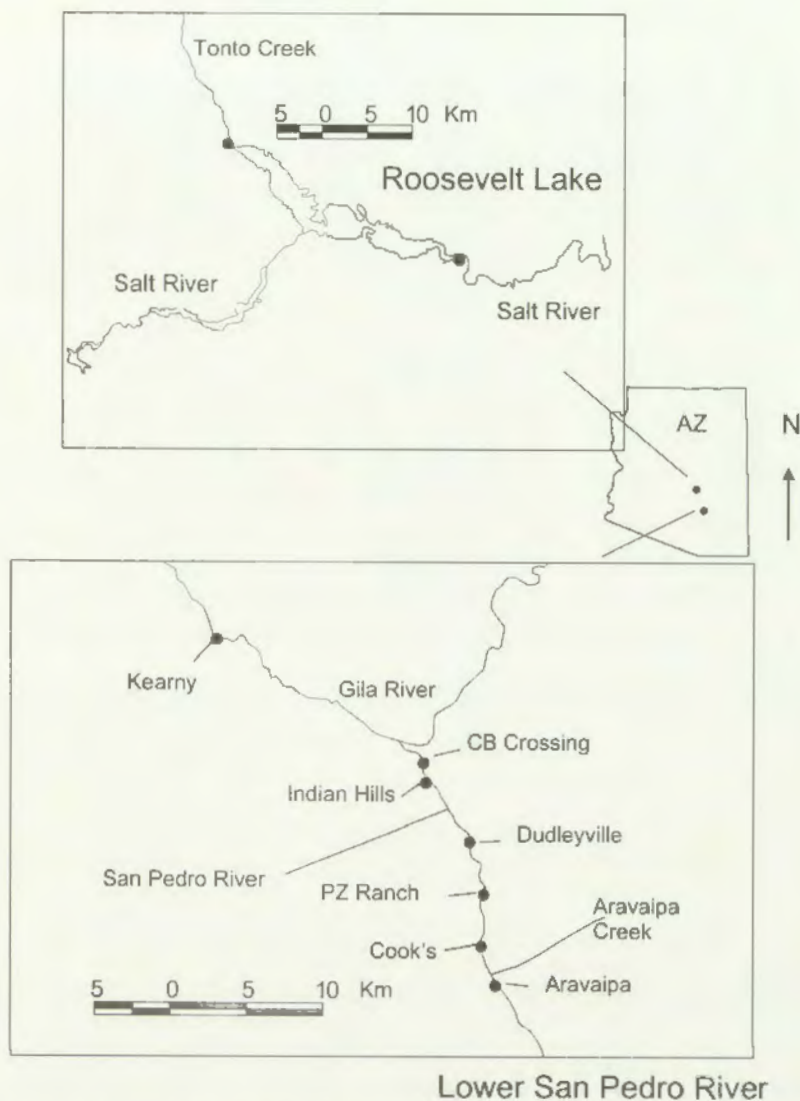 Tonto Creek
5 0 5 10 Km
Roosevelt Lake
Salt River
Salt River
AZ
N
Kearny
Gila River
CB Crossing
Indian Hills
Dudleyville
San Pedro River
PZ Ranch
Aravaipa
Creek
Cook's
Aravaipa
5 0 5 10 Km
Lower San Pedro River